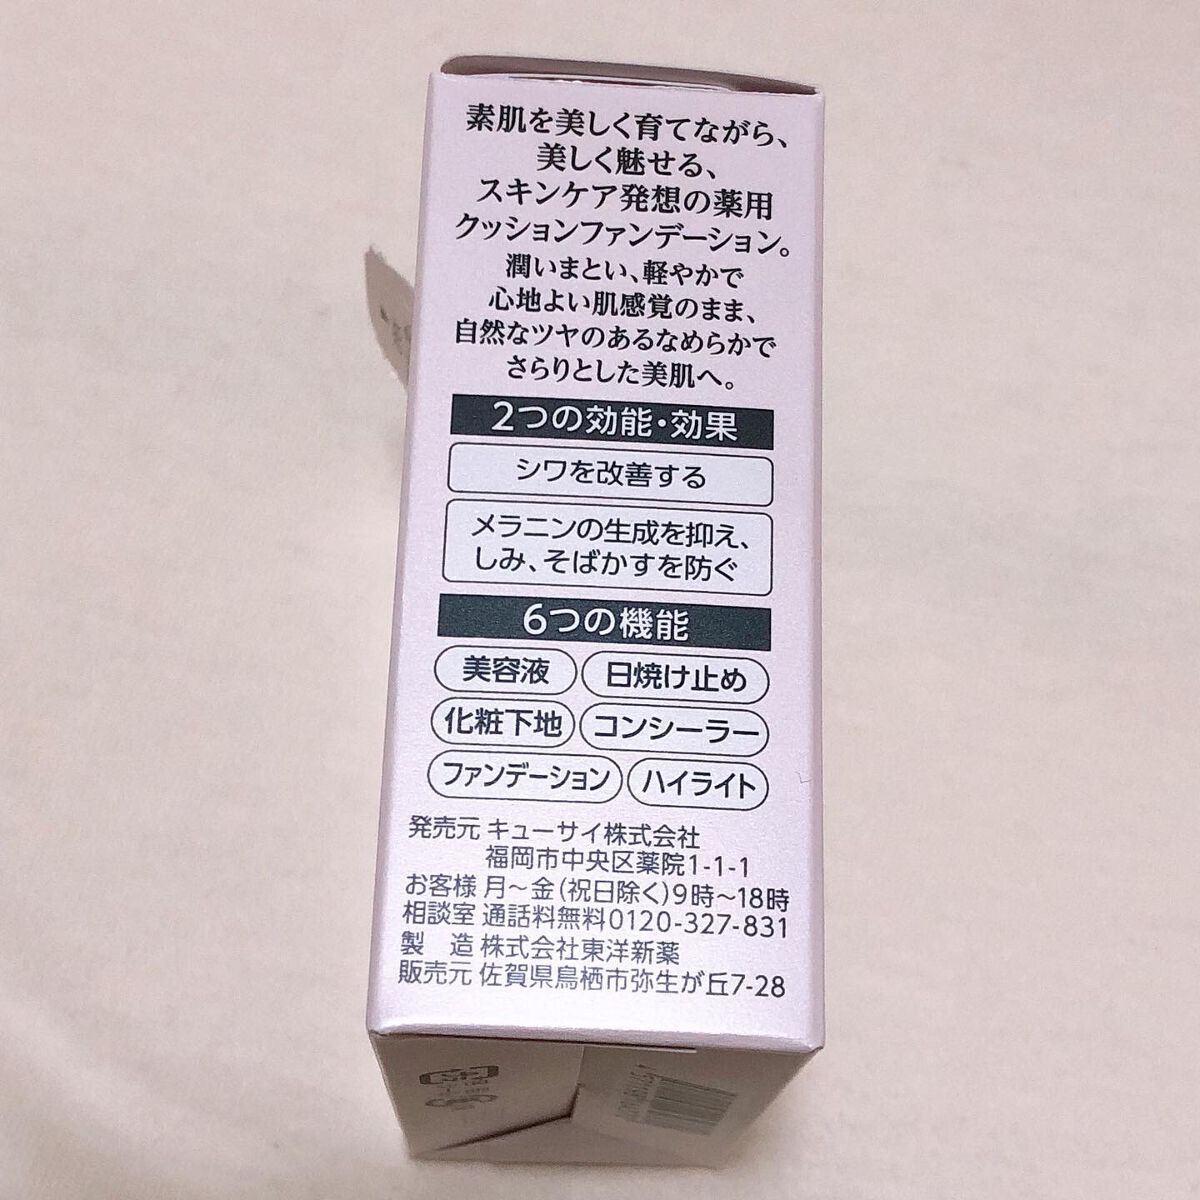 素肌を美しく育てながら、
美しく魅せる、
スキンケア発想の薬用
クッションファンデーション。
潤いまとい、軽やかで
心地よい肌感覚のまま、
自然なツヤのあるなめらかで
さらりとした美肌へ。
2つの効能・効果
シワを改善する
メラニンの生成を抑え、
しみ、そばかすを防ぐ
6つの機能
美容液 日焼け止め
化粧下地 コンシーラー
ファンデーション ハイライト
発売元 キューサイ株式会社
福岡市中央区薬院1-1-1
お客様 月～金(祝日除く)9時～18時
相談室 通話料無料0120-327-831
製　造 株式会社東洋新薬
販売元 佐賀県鳥栖市弥生が丘7-28